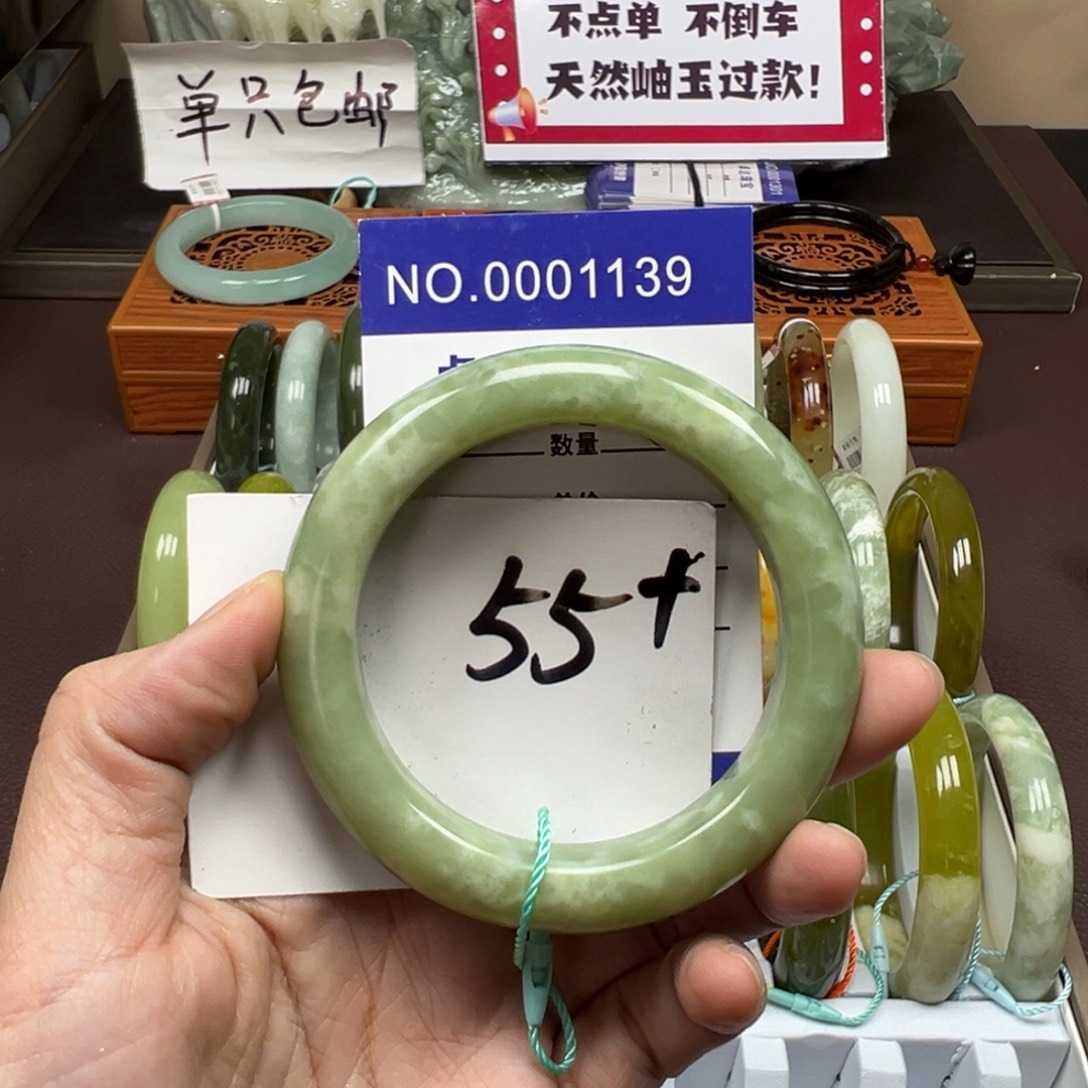 不点单 不倒车
天然岫玉过款!
单只包邮
NO.0001139
数量
55+